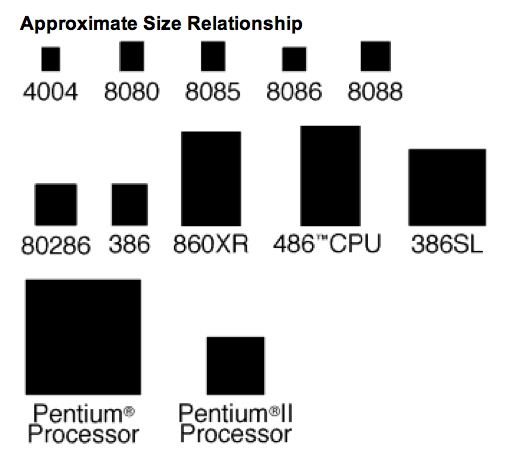 Approximate Size Relationship
4004 8080 8085 8086 8088
80286 386 860XR 486™CPU 386SL
Pentium® Pentium®II
Processor Processor